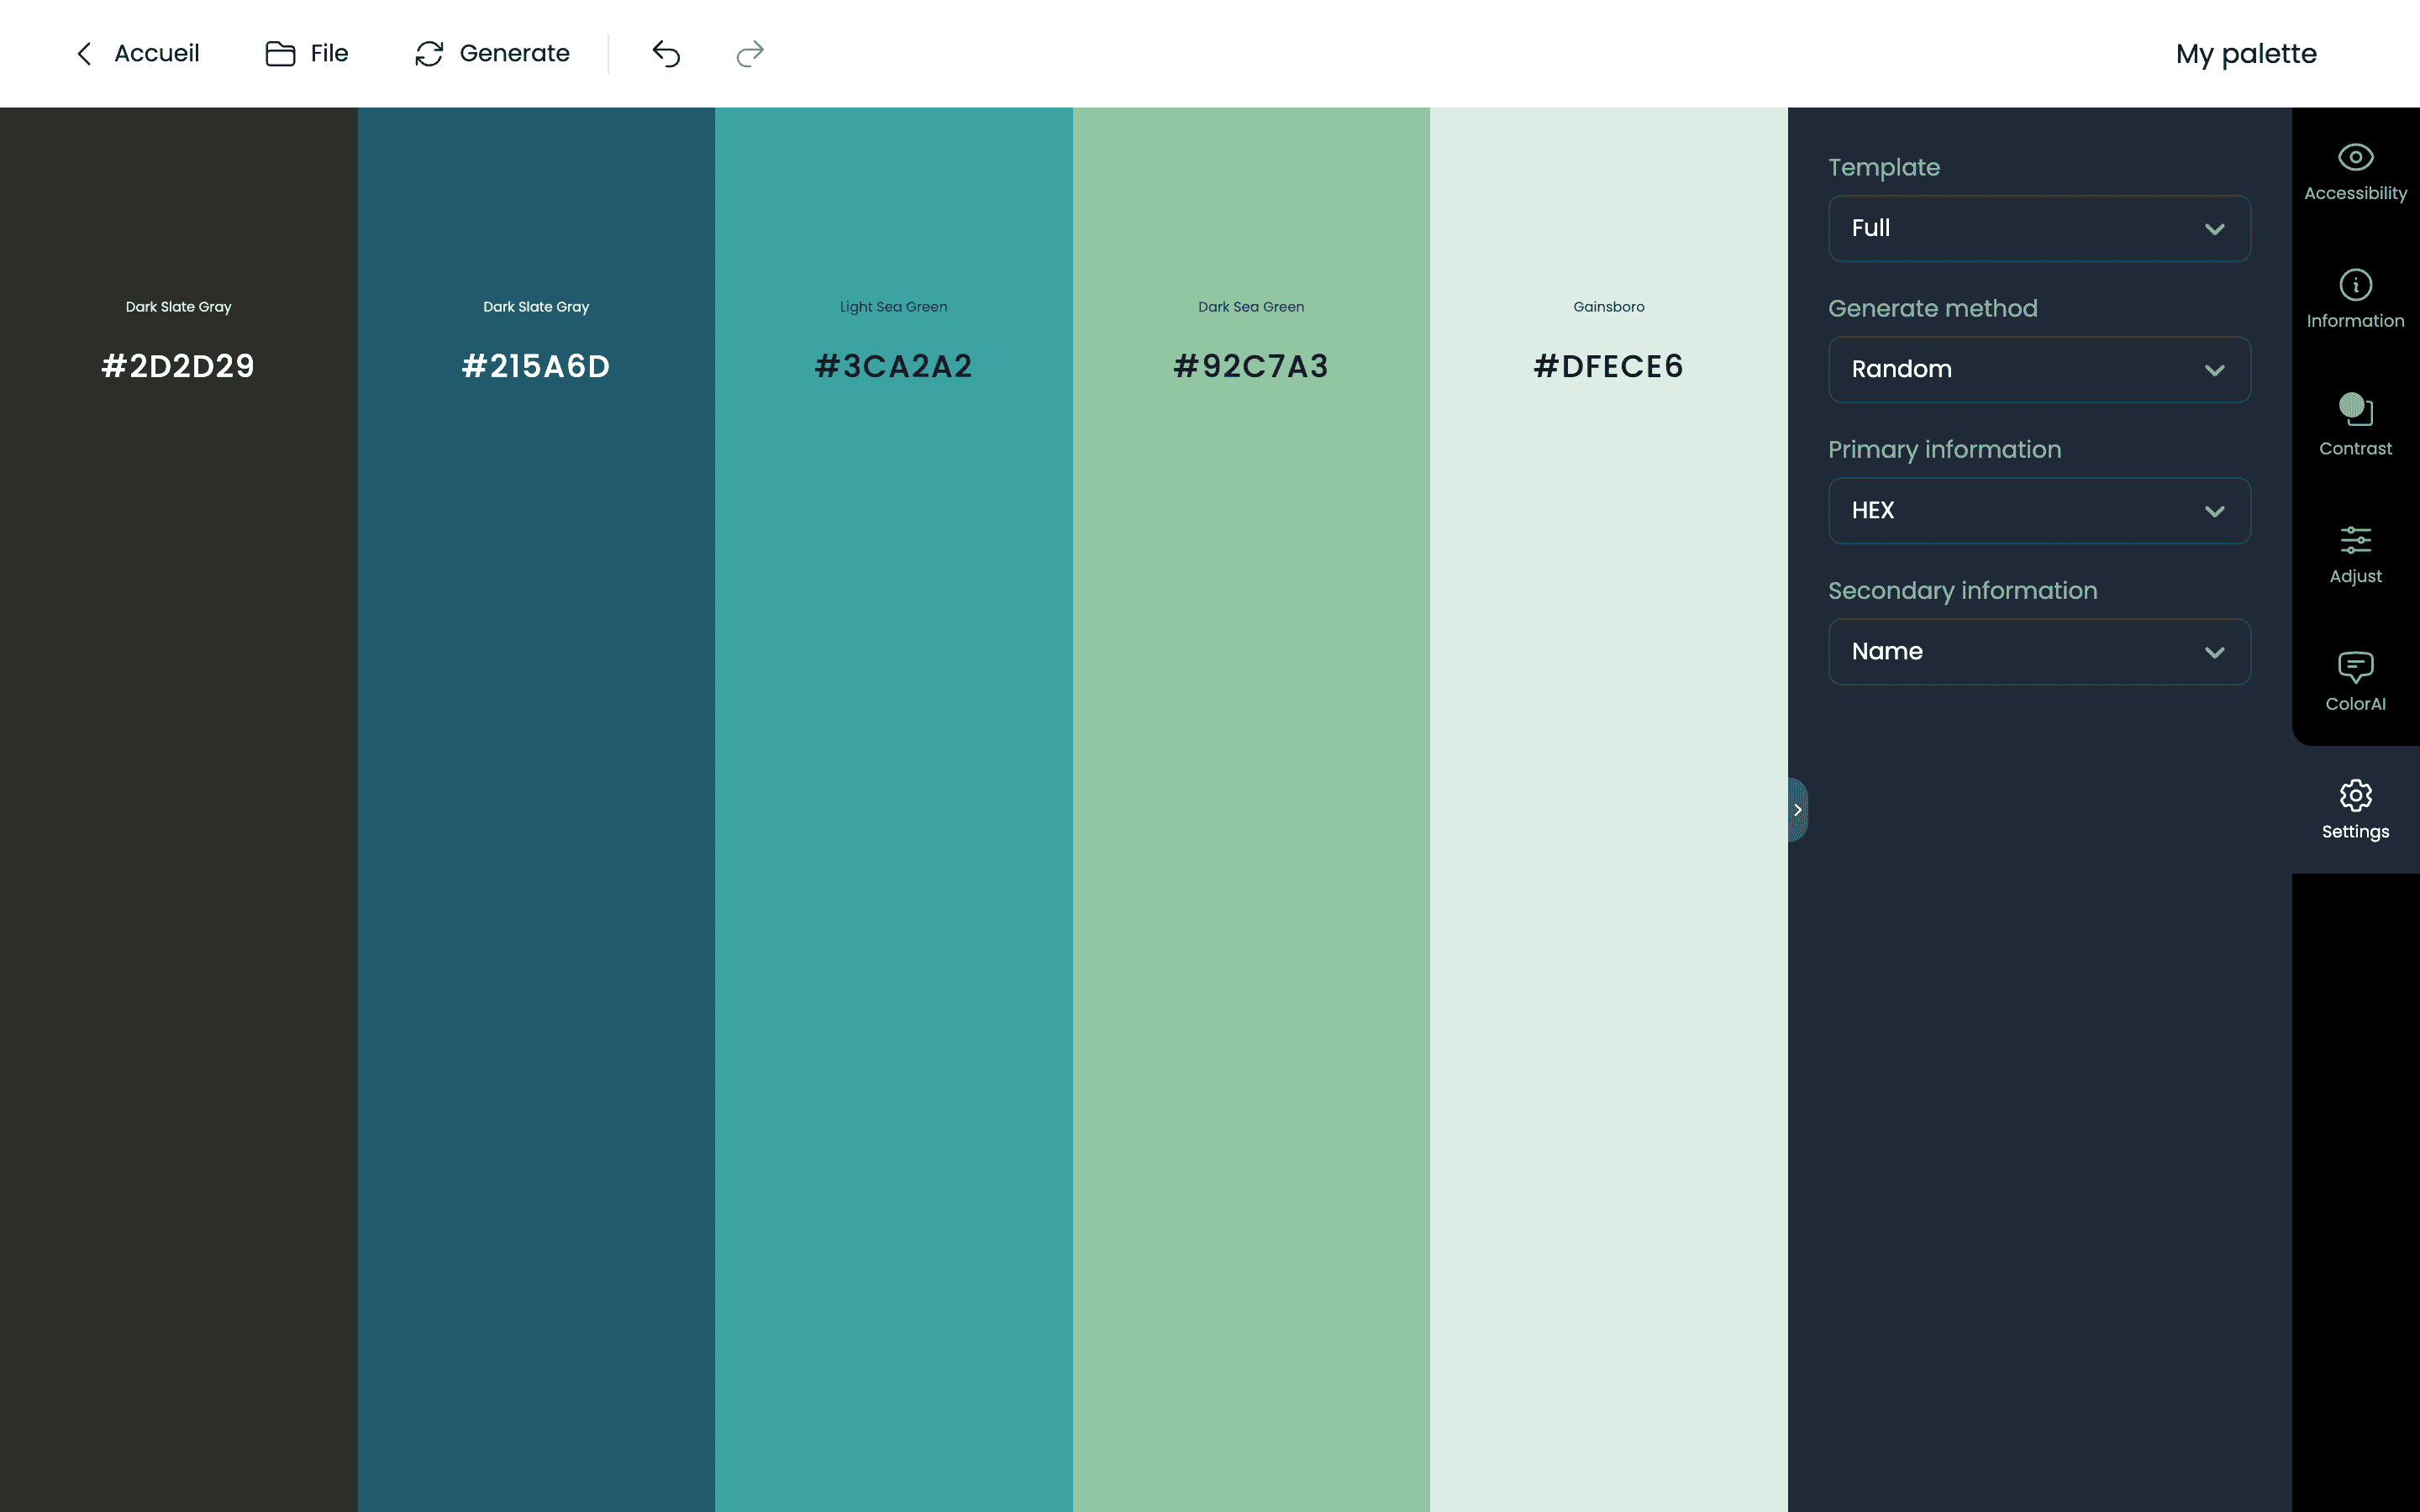 Accueil
File
Generate
My palette
Dark Slate Gray
#2D2D29
Dark Slate Gray
#215A6D
Light Sea Green
#3CA2A2
Dark Sea Green
#92C7A3
Gainsboro
#DFECE6
Template
Full
Generate method
Random
Primary information
HEX
Secondary information
Name
Accessibility
Information
Contrast
Adjust
ColorAI
Settings